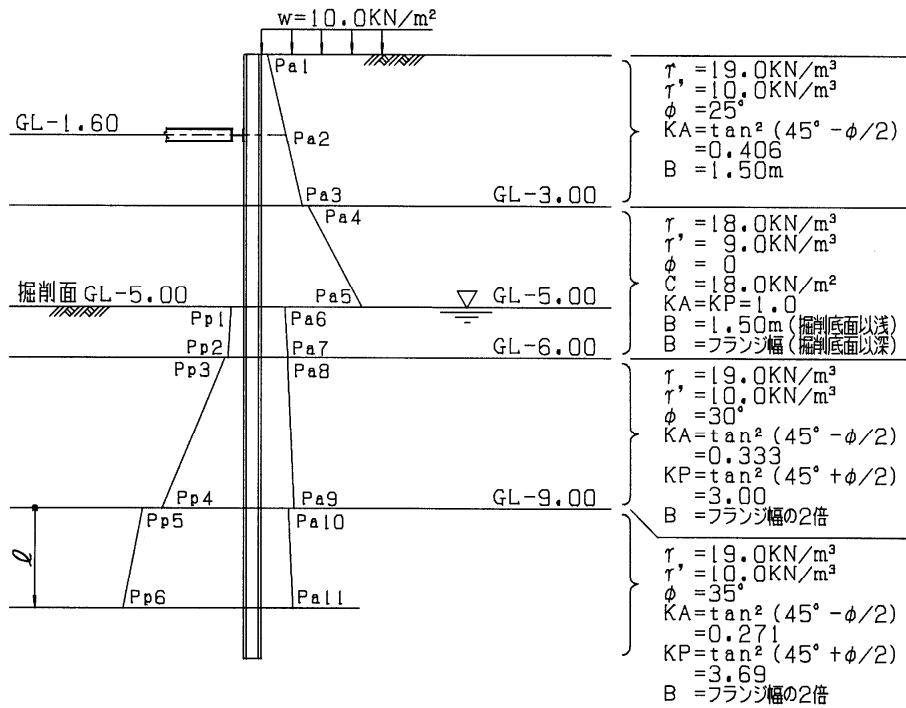 w=10.0KN/m²
Pa1
GL-1.60
Pa2
Pa3
GL-3.00
Pa4
掘削面 GL-5.00
Pa5
GL-5.00
Pp1
Pa6
Pp2
Pa7
GL-6.00
Pp3
Pa8
Pp4
Pa9
GL-9.00
Pp5
Pa10
ℓ
Pp6
Pa11
r =19.0KN/m³
r' =10.0KN/m³
φ =25°
KA=tan² (45° -φ/2)
=0.406
B =1.50m
r =18.0KN/m³
r' = 9.0KN/m³
φ = 0
C =18.0KN/m²
KA=KP=1.0
B =1.50m (掘削底面以浅)
B =フランジ幅 (掘削底面以深)
r =19.0KN/m³
r' =10.0KN/m³
φ =30°
KA=tan² (45° -φ/2)
=0.333
KP=tan² (45° +φ/2)
=3.00
B =フランジ幅の2倍
r =19.0KN/m³
r' =10.0KN/m³
φ =35°
KA=tan² (45° -φ/2)
=0.271
KP=tan² (45° +φ/2)
=3.69
B =フランジ幅の2倍